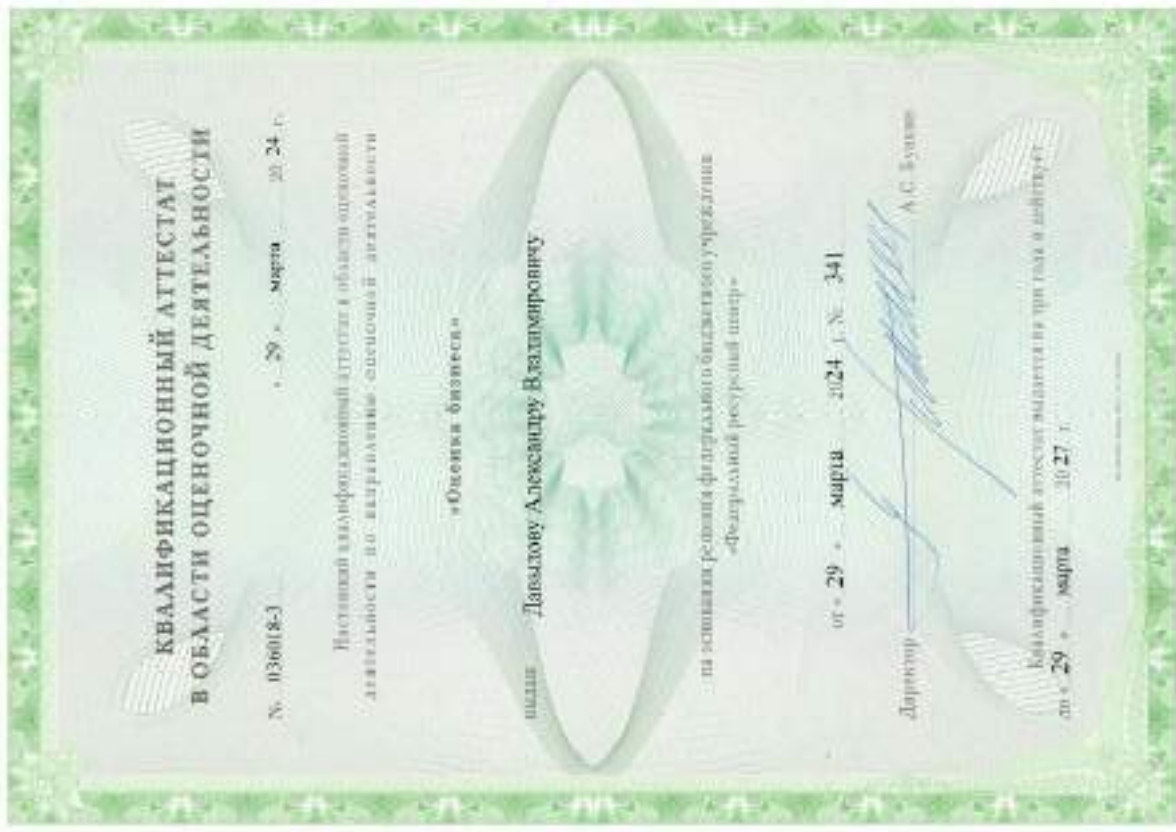 КВАЛИФИКАЦИОННЫЙ АТТЕСТАТ
В ОБЛАСТИ ОЦЕНОЧНОЙ ДЕЯТЕЛЬНОСТИ
№ 036018-3 « 29 » марта 20 24 г.
Настоящий квалификационный аттестат в области оценочной
деятельности по направлению оценочной деятельности
«Оценка бизнеса»
выдан Давыдову Александру Владимировичу
на основании решения федерального бюджетного учреждения
«Федеральный ресурсный центр»
от « 29 » марта 2024 г. № 341
Директор А.С. Бункин
Квалификационный аттестат выдается на три года и действует
до « 29 » марта 20 27 г.